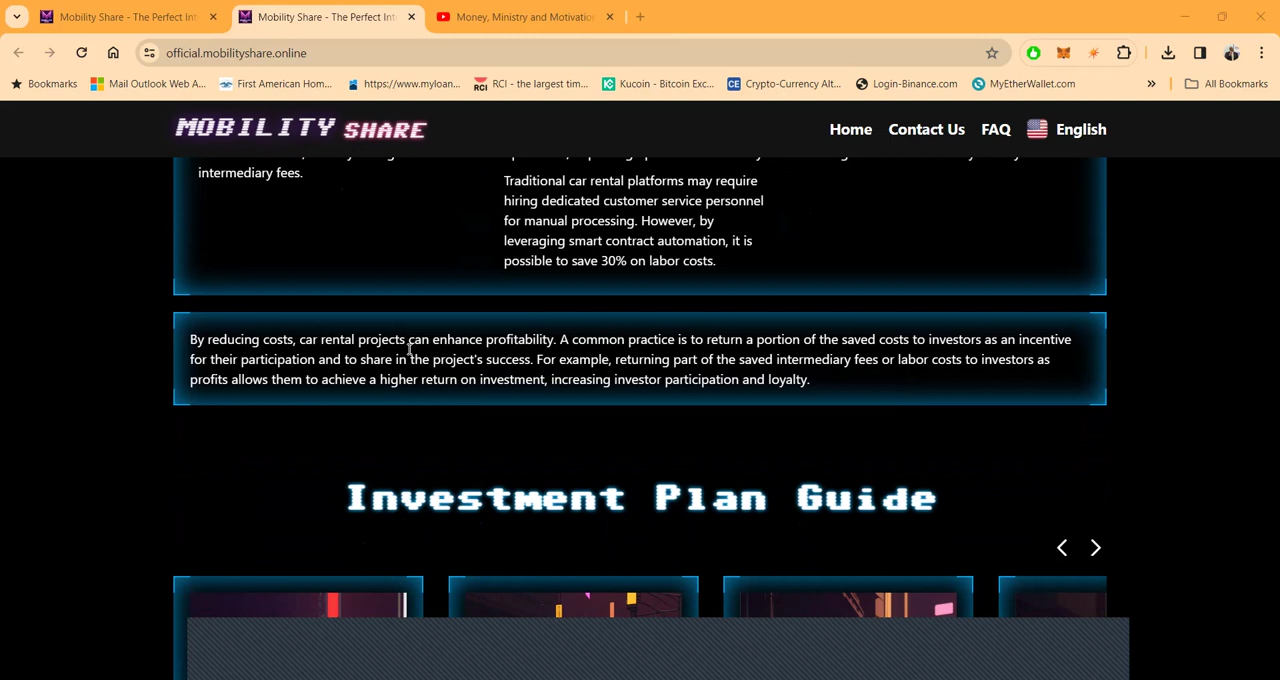 Mobility Share - The Perfect Int
Mobility Share - The Perfect Int
Money, Ministry and Motivation
official.mobilityshare.online
Bookmarks
Mail Outlook Web A...
First American Hom...
https://www.myloan...
RCI - the largest tim...
Kucoin - Bitcoin Exc...
Crypto-Currency Alt...
Login-Binance.com
MyEtherWallet.com
»
All Bookmarks
MOBILITY SHARE
Home
Contact Us
FAQ
English
intermediary fees.
Traditional car rental platforms may require
hiring dedicated customer service personnel
for manual processing. However, by
leveraging smart contract automation, it is
possible to save 30% on labor costs.
By reducing costs, car rental projects can enhance profitability. A common practice is to return a portion of the saved costs to investors as an incentive
for their participation and to share in the project's success. For example, returning part of the saved intermediary fees or labor costs to investors as
profits allows them to achieve a higher return on investment, increasing investor participation and loyalty.
Investment Plan Guide